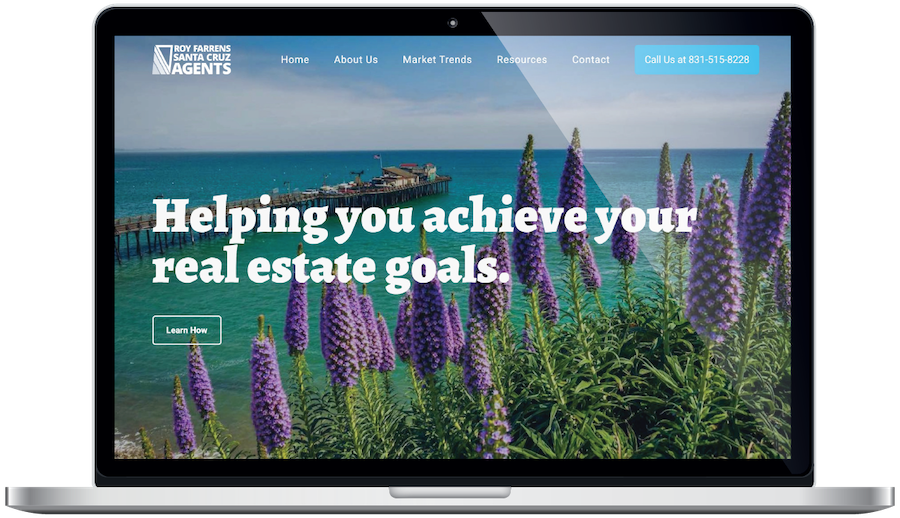 ROY FARRENS
SANTA CRUZ
AGENTS
Home About Us Market Trends Resources Contact Call Us at 831-515-8228
Helping you achieve your
real estate goals.
Learn How